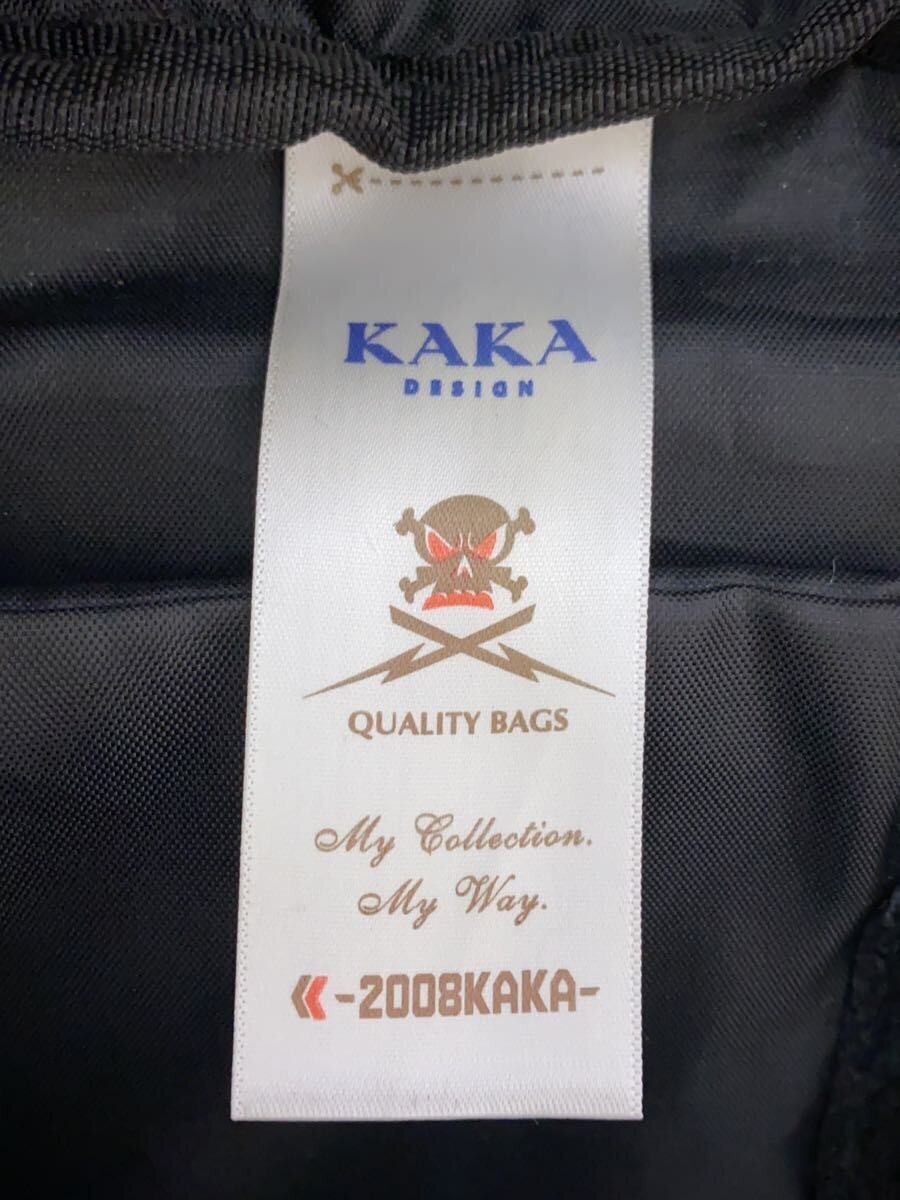 KAKA
DESIGN
QUALITY BAGS
My Collection.
My Way.
-2008KAKA-